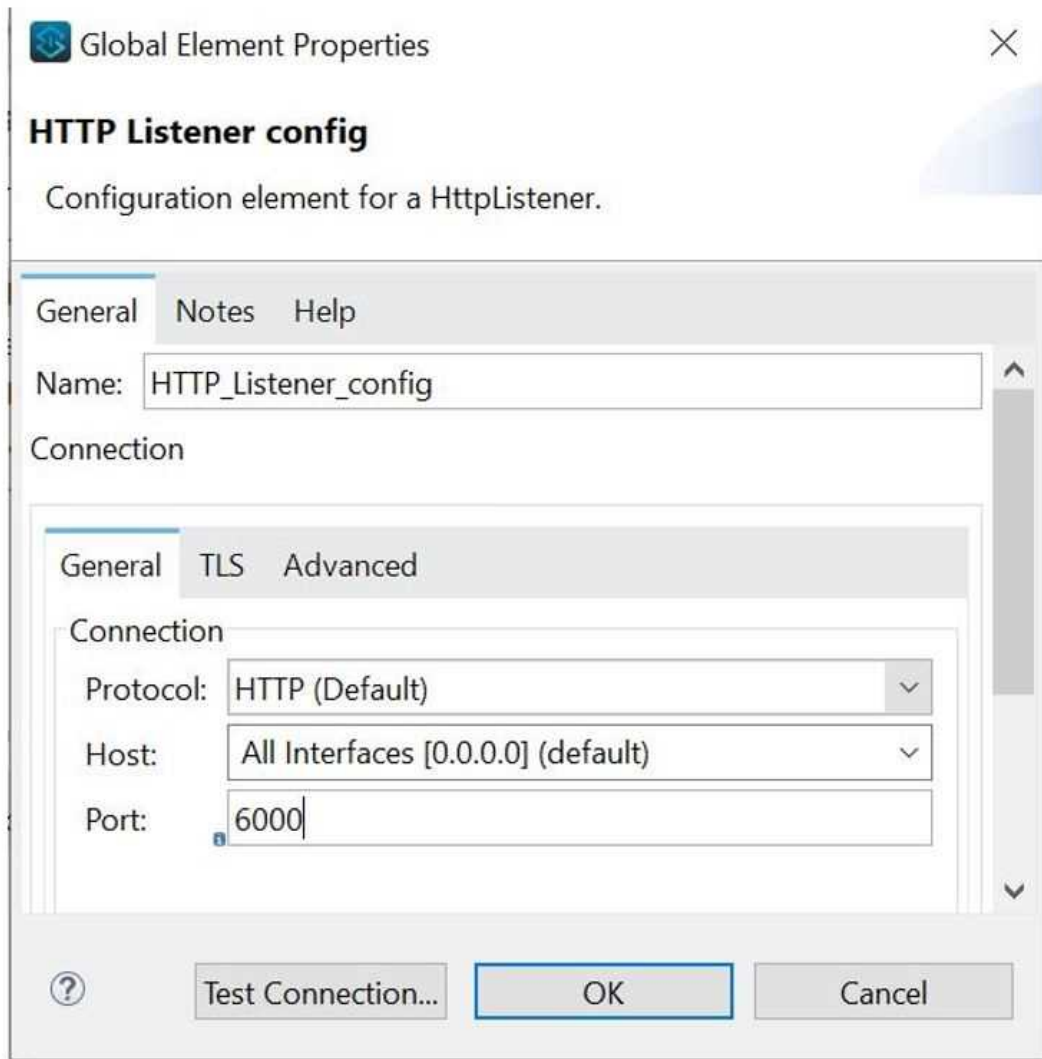 Global Element Properties
HTTP Listener config
Configuration element for a HttpListener.
General Notes Help
Name: HTTP_Listener_config
Connection
General TLS Advanced
Connection
Protocol: HTTP (Default)
Host: All Interfaces [0.0.0.0] (default)
Port: 6000
? Test Connection... OK Cancel